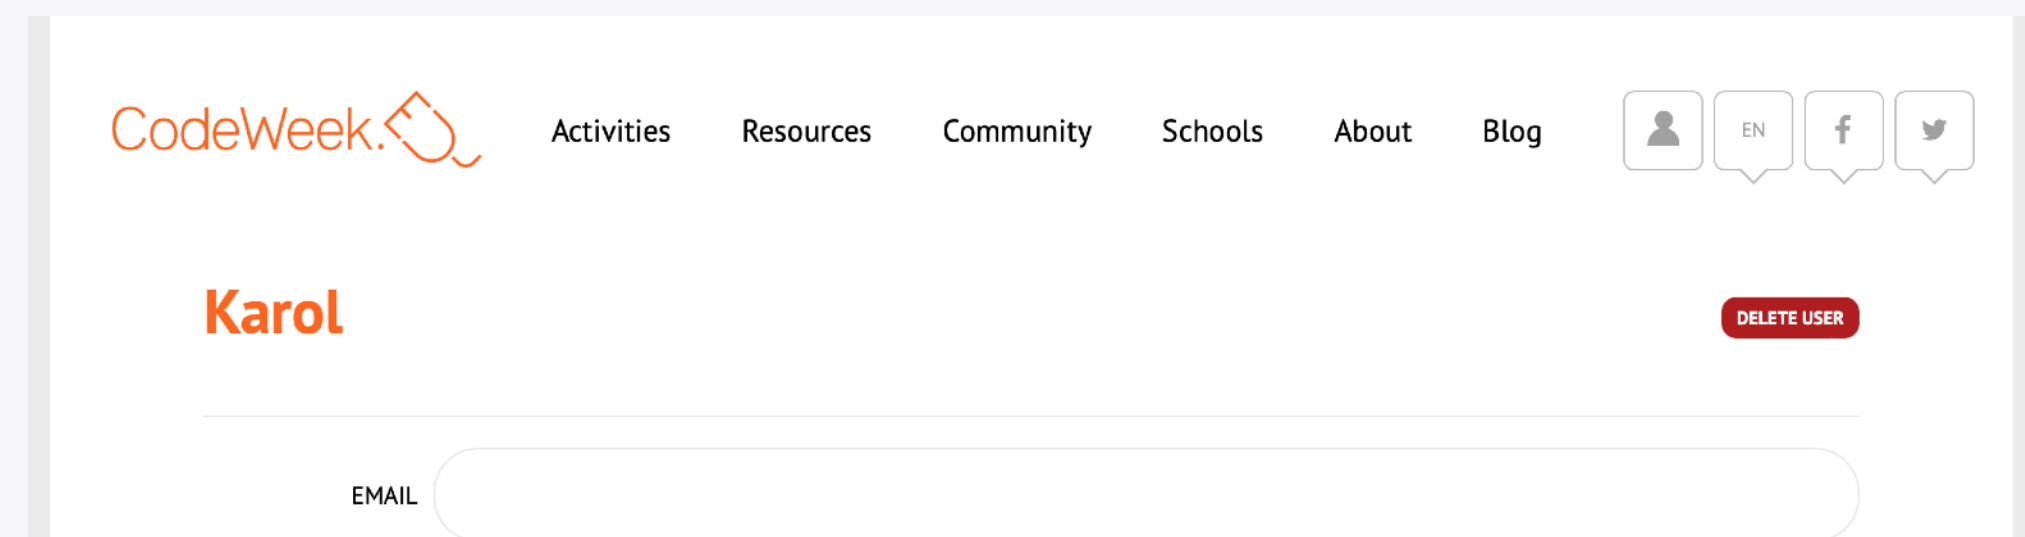 CodeWeek. Activities Resources Community Schools About Blog EN
Karol DELETE USER
EMAIL